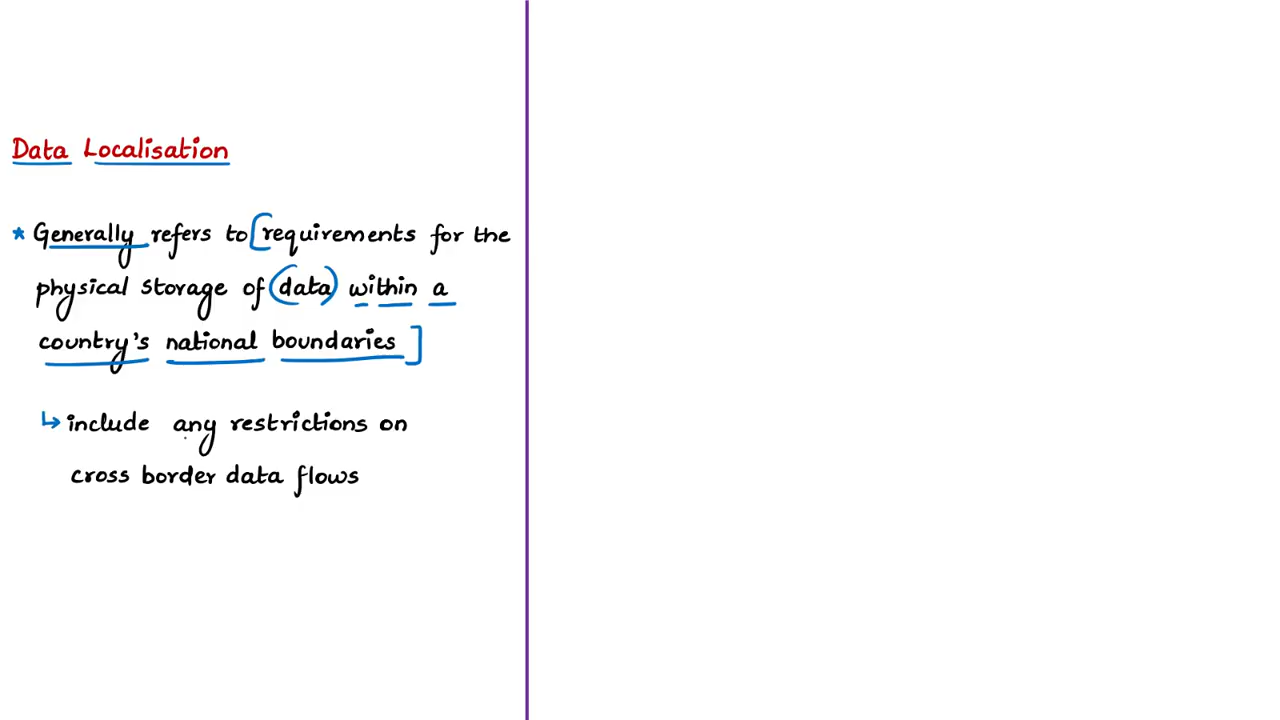 Data Localisation
* Generally refers to [requirements for the
physical storage of (data) within a
country's national boundaries]
↳ include any restrictions on
cross border data flows